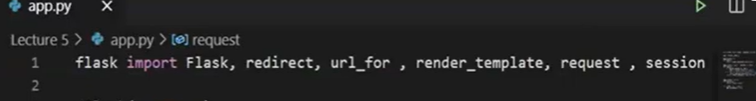 app.py
Lecture 5 > app.py > request
1 flask import Flask, redirect, url_for , render_template, request , session
2